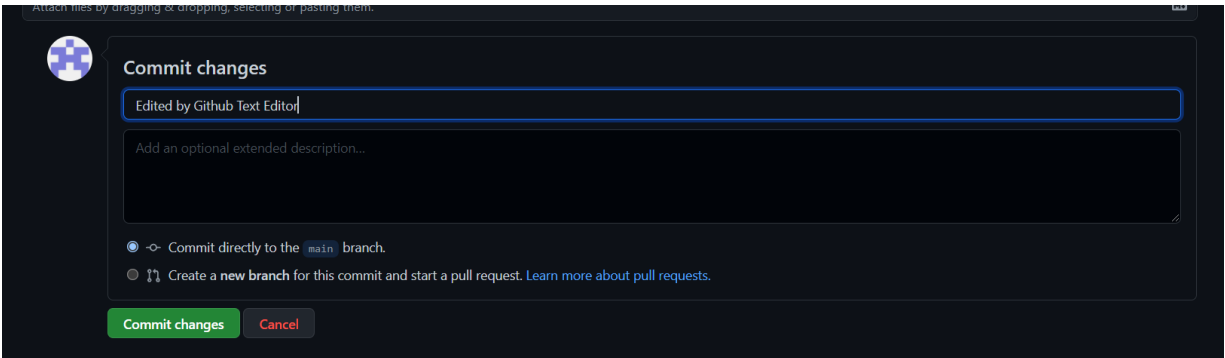 Attach files by dragging & dropping, selecting or pasting them.
Commit changes
Edited by Github Text Editor
Add an optional extended description...
Commit directly to the main branch.
Create a new branch for this commit and start a pull request. Learn more about pull requests.
Commit changes Cancel